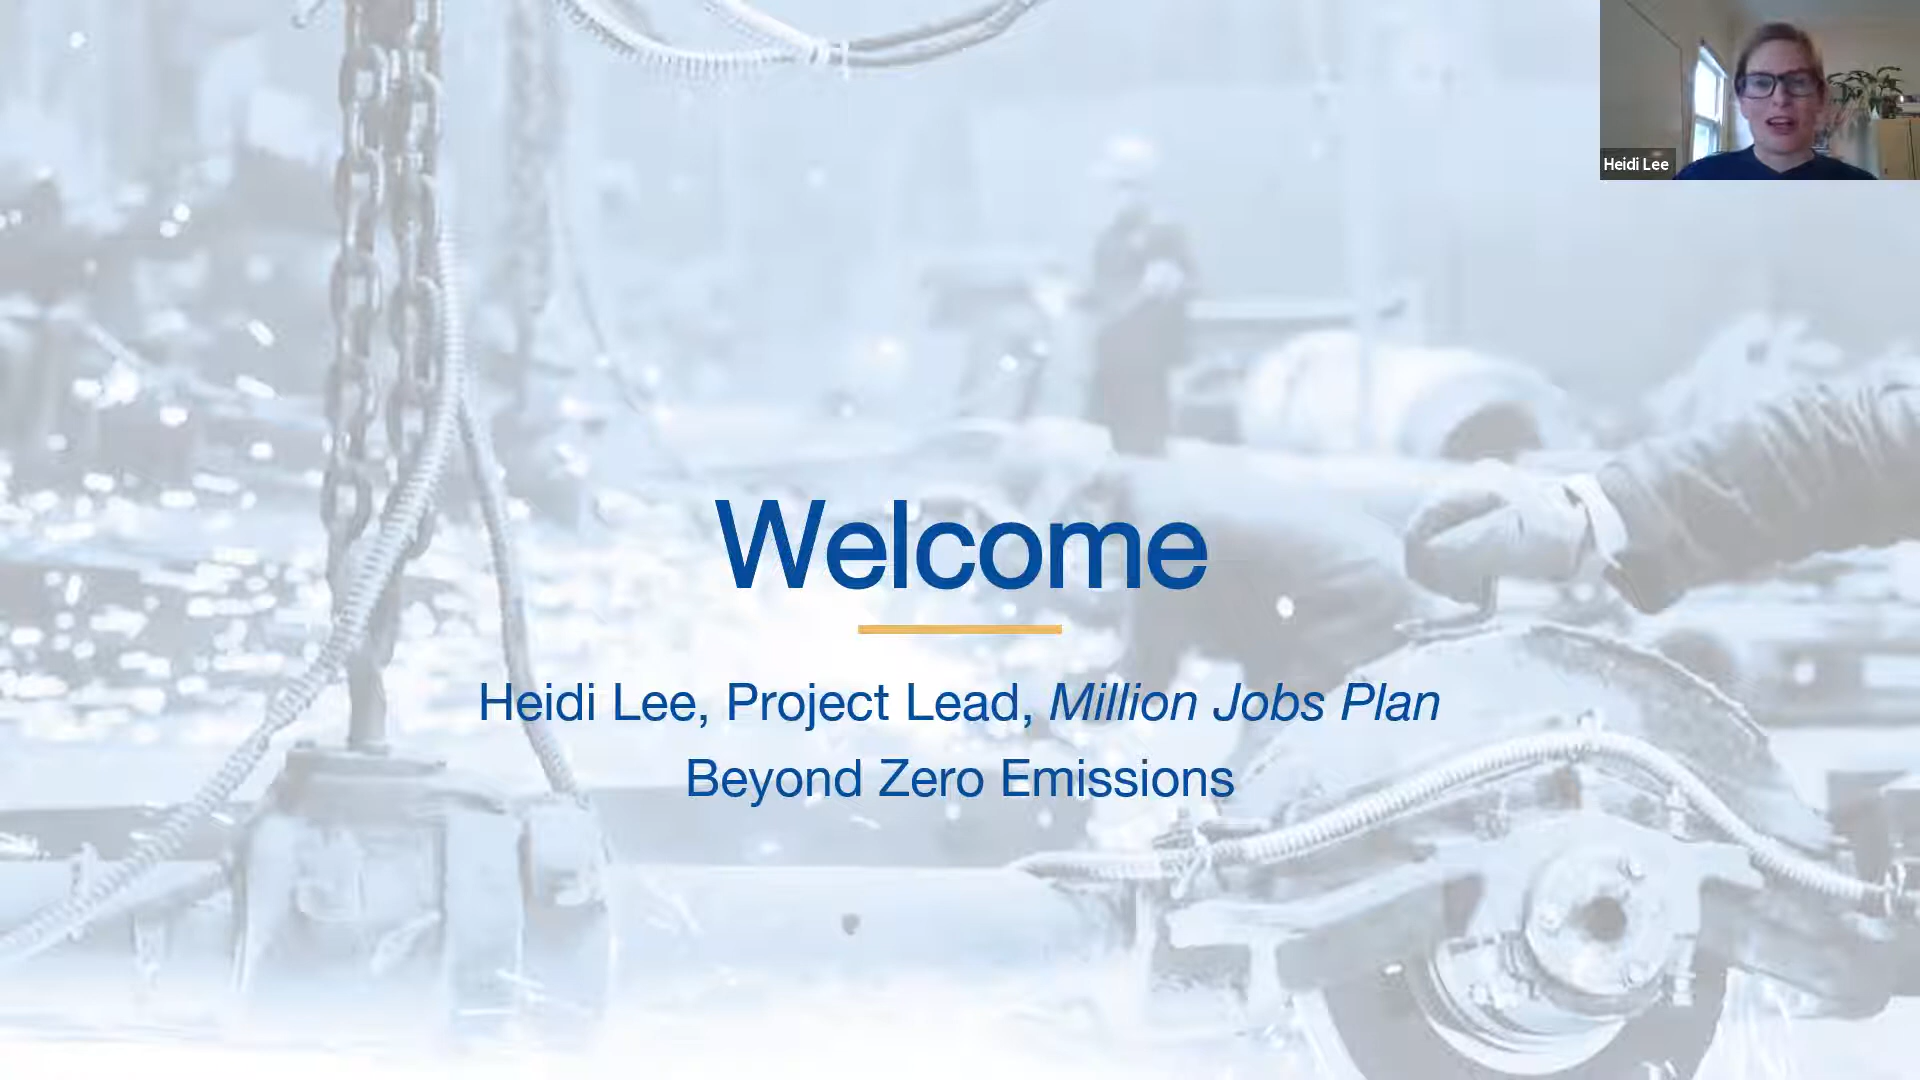 Heidi Lee
Welcome
Heidi Lee, Project Lead, Million Jobs Plan
Beyond Zero Emissions